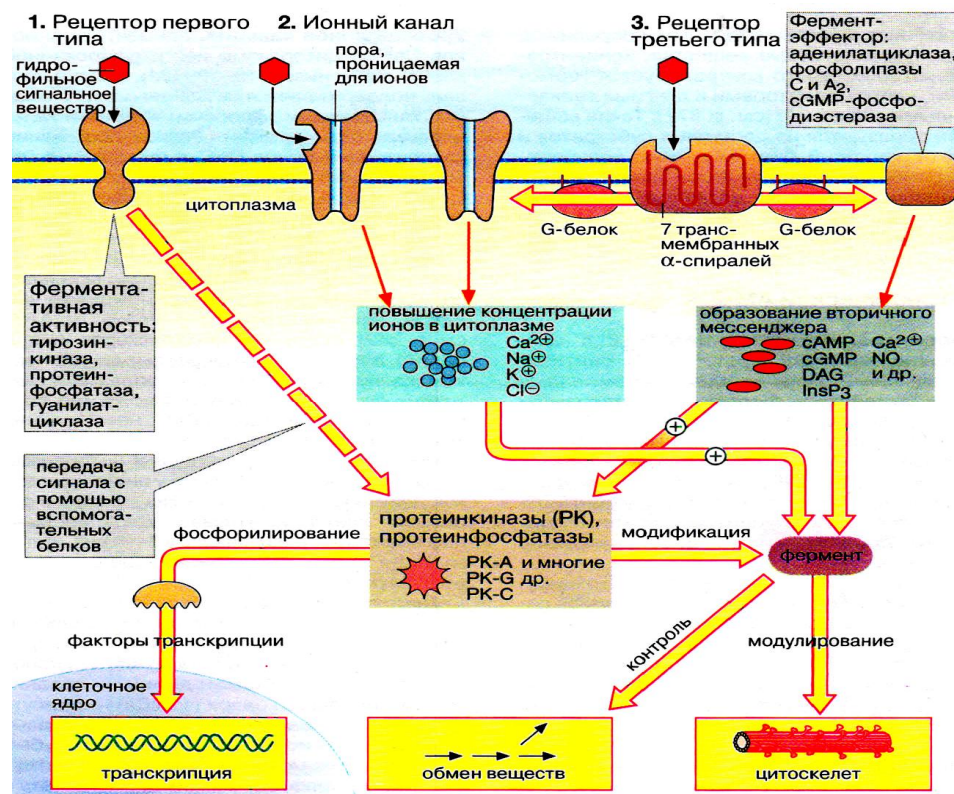 1. Рецептор первого
типа
гидро-
фильное
сигнальное
вещество
2. Ионный канал
пора,
проницаемая
для ионов
3. Рецептор
третьего типа
Фермент-
эффектор:
аденилатциклаза,
фосфолипазы
C и A2,
cGMP-фосфо-
диэстераза
цитоплазма
G-белок
7 транс-
мембранных
α-спиралей
G-белок
фермента-
тивная
активность:
тирозин-
киназа,
протеин-
фосфатаза,
гуанилат-
циклаза
повышение концентрации
ионов в цитоплазме
Ca2⊕
Na⊕
K⊕
Cl⊖
образование вторичного
мессенджера
cAMP Ca2⊕
cGMP NO
DAG и др.
InsP3
+
+
передача
сигнала с
помощью
вспомога-
тельных
белков
фосфорилирование
протеинкиназы (PK),
протеинфосфатазы
PK-A и многие
PK-G др.
PK-C
модификация
фермент
факторы транскрипции
контроль
модулирование
клеточное
ядро
транскрипция
обмен веществ
цитоскелет